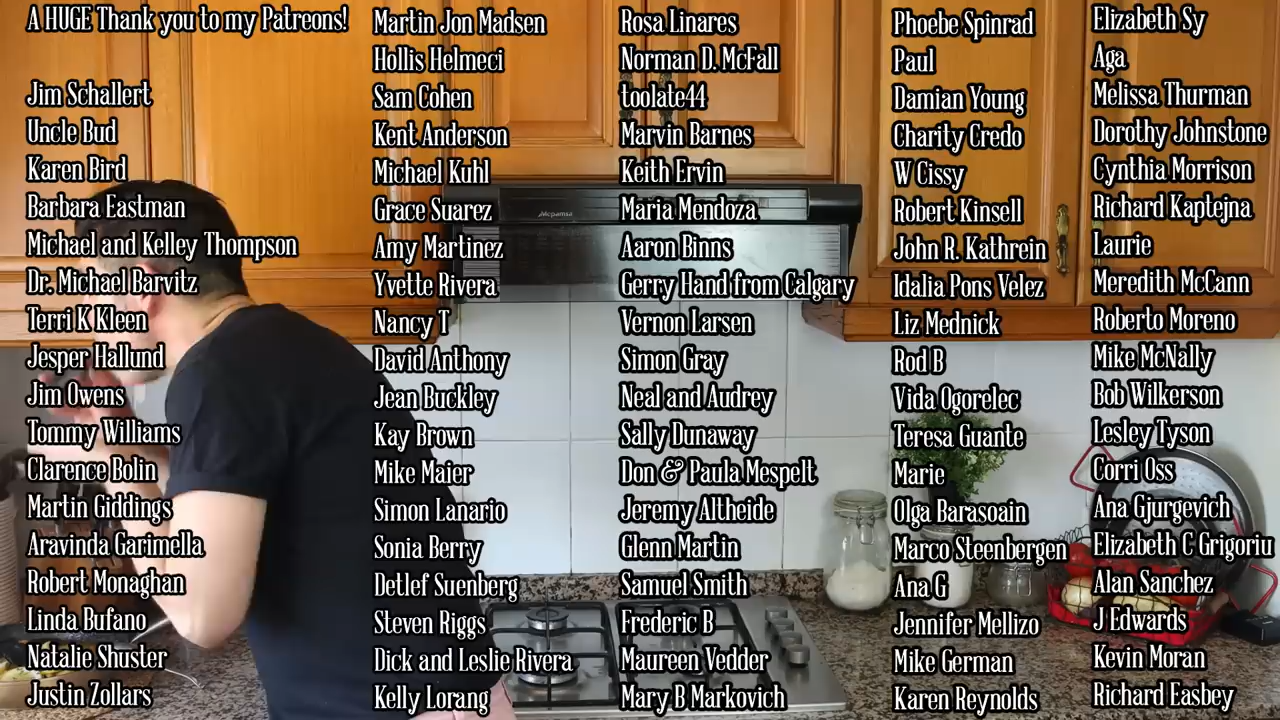 A HUGE Thank you to my Patreons!
Jim Schallert
Uncle Bud
Karen Bird
Barbara Eastman
Michael and Kelley Thompson
Dr. Michael Barvitz
Terri K Kleen
Jesper Hallund
Jim Owens
Tommy Williams
Clarence Bolin
Martin Giddings
Aravinda Garimella
Robert Monaghan
Linda Bufano
Natalie Shuster
Justin Zollars
Martin Jon Madsen
Hollis Helmeci
Sam Cohen
Kent Anderson
Michael Kuhl
Grace Suarez
Amy Martinez
Yvette Rivera
Nancy T
David Anthony
Jean Buckley
Kay Brown
Mike Maier
Simon Lanario
Sonia Berry
Detlef Suenberg
Steven Riggs
Dick and Leslie Rivera
Kelly Lorang
Rosa Linares
Norman D. McFall
toolate44
Marvin Barnes
Keith Ervin
Maria Mendoza
Aaron Binns
Gerry Hand from Calgary
Vernon Larsen
Simon Gray
Neal and Audrey
Sally Dunaway
Don & Paula Mespelt
Jeremy Altheide
Glenn Martin
Samuel Smith
Frederic B
Maureen Vedder
Mary B Markovich
Phoebe Spinrad
Paul
Damian Young
Charity Credo
W Cissy
Robert Kinsell
John R. Kathrein
Idalia Pons Velez
Liz Mednick
Rod B
Vida Ogorelec
Teresa Guante
Marie
Olga Barasoain
Marco Steenbergen
Ana G
Jennifer Mellizo
Mike German
Karen Reynolds
Elizabeth Sy
Aga
Melissa Thurman
Dorothy Johnstone
Cynthia Morrison
Richard Kaptejna
Laurie
Meredith McCann
Roberto Moreno
Mike McNally
Bob Wilkerson
Lesley Tyson
Corri Oss
Ana Gjurgevich
Elizabeth C Grigoriu
Alan Sanchez
J Edwards
Kevin Moran
Richard Easbey
Mepamsa